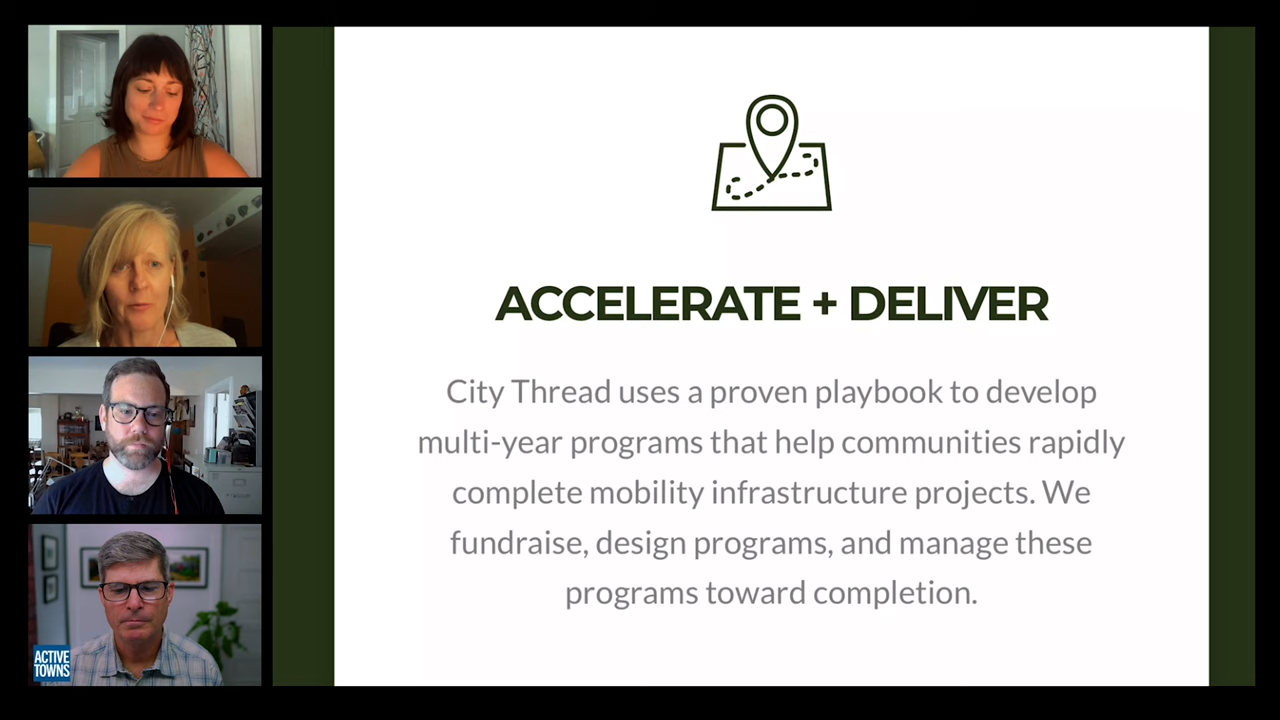 ACCELERATE + DELIVER
City Thread uses a proven playbook to develop
multi-year programs that help communities rapidly
complete mobility infrastructure projects. We
fundraise, design programs, and manage these
programs toward completion.
ACTIVE
TOWNS